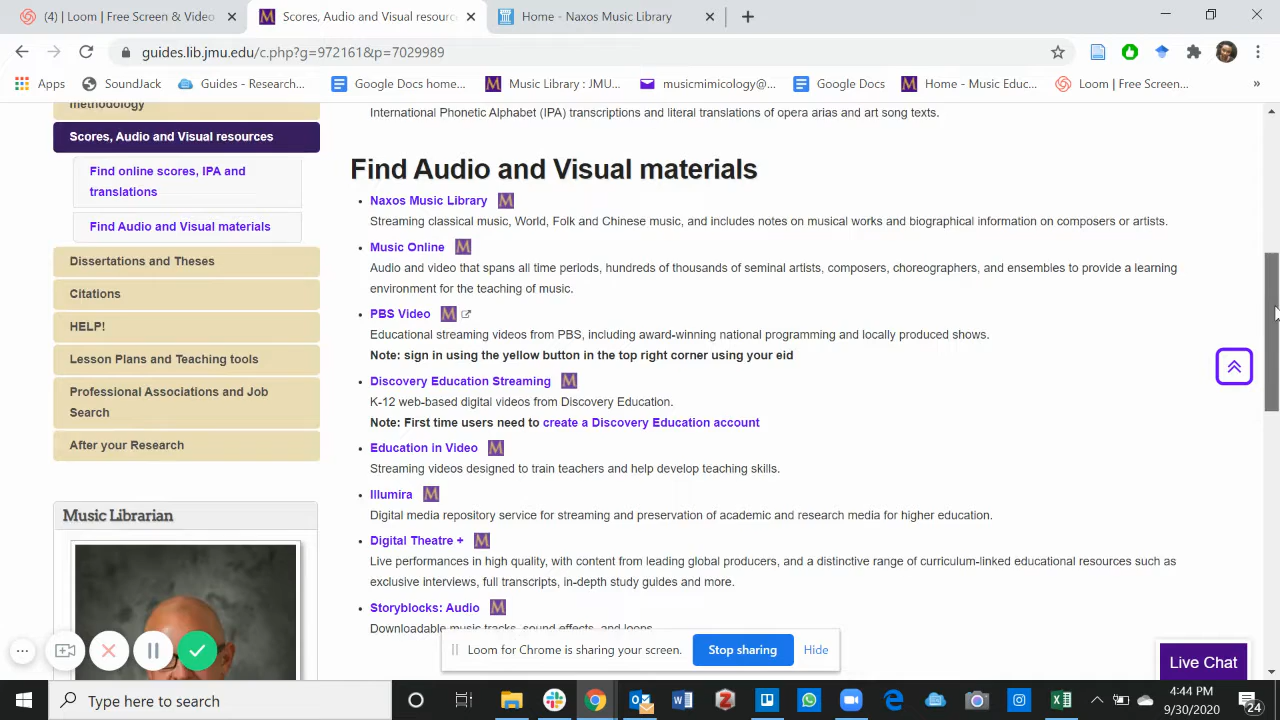 (4) Loom | Screen & Video
Scores, Audio and Visual resourc
Home - Naxos Music Library
guides.lib.jmu.edu/c.php?g=972161&p=7029989
Apps
SoundJack
Guides - Research...
Google Docs home...
Music Library : JMU...
musicmimicology@...
Google Docs
Home - Music Educ...
Loom | Free Screen...
»
methodology
Scores, Audio and Visual resources
Find online scores, IPA and
translations
Find Audio and Visual materials
Dissertations and Theses
Citations
HELP!
Lesson Plans and Teaching tools
Professional Associations and Job
Search
After your Research
Music Librarian
International Phonetic Alphabet (IPA) transcriptions and literal translations of opera arias and art song texts.
Find Audio and Visual materials
Naxos Music Library M
Streaming classical music, World, Folk and Chinese music, and includes notes on musical works and biographical information on composers or artists.
Music Online M
Audio and video that spans all time periods, hundreds of thousands of seminal artists, composers, choreographers, and ensembles to provide a learning
environment for the teaching of music.
PBS Video M
Educational streaming videos from PBS, including award-winning national programming and locally produced shows.
Note: sign in using the yellow button in the top right corner using your eid
Discovery Education Streaming M
K-12 web-based digital videos from Discovery Education.
Note: First time users need to create a Discovery Education account
Education in Video M
Streaming videos designed to train teachers and help develop teaching skills.
Illumira M
Digital media repository service for streaming and preservation of academic and research media for higher education.
Digital Theatre + M
Live performances in high quality, with content from leading global producers, and a distinctive range of curriculum-linked educational resources such as
exclusive interviews, full transcripts, in-depth study guides and more.
Storyblocks: Audio M
Downloadable music tracks, sound effects, and loops.
Loom for Chrome is sharing your screen.
Stop sharing
Hide
Live Chat
Type here to search
4:44 PM
9/30/2020
24